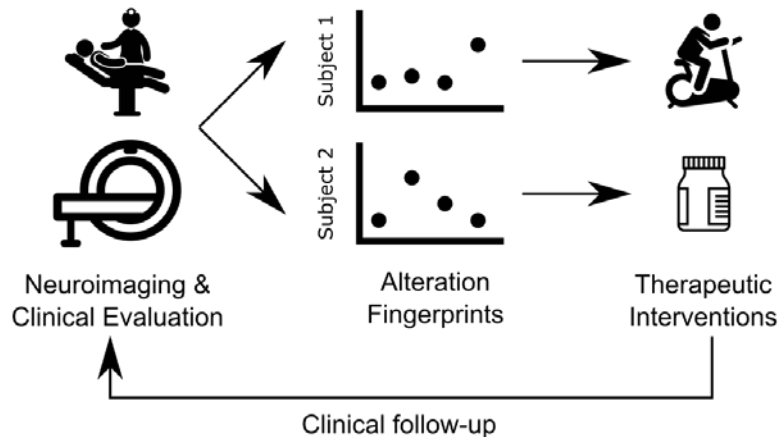 Subject 1
Subject 2
Neuroimaging &
Clinical Evaluation
Alteration
Fingerprints
Therapeutic
Interventions
Clinical follow-up